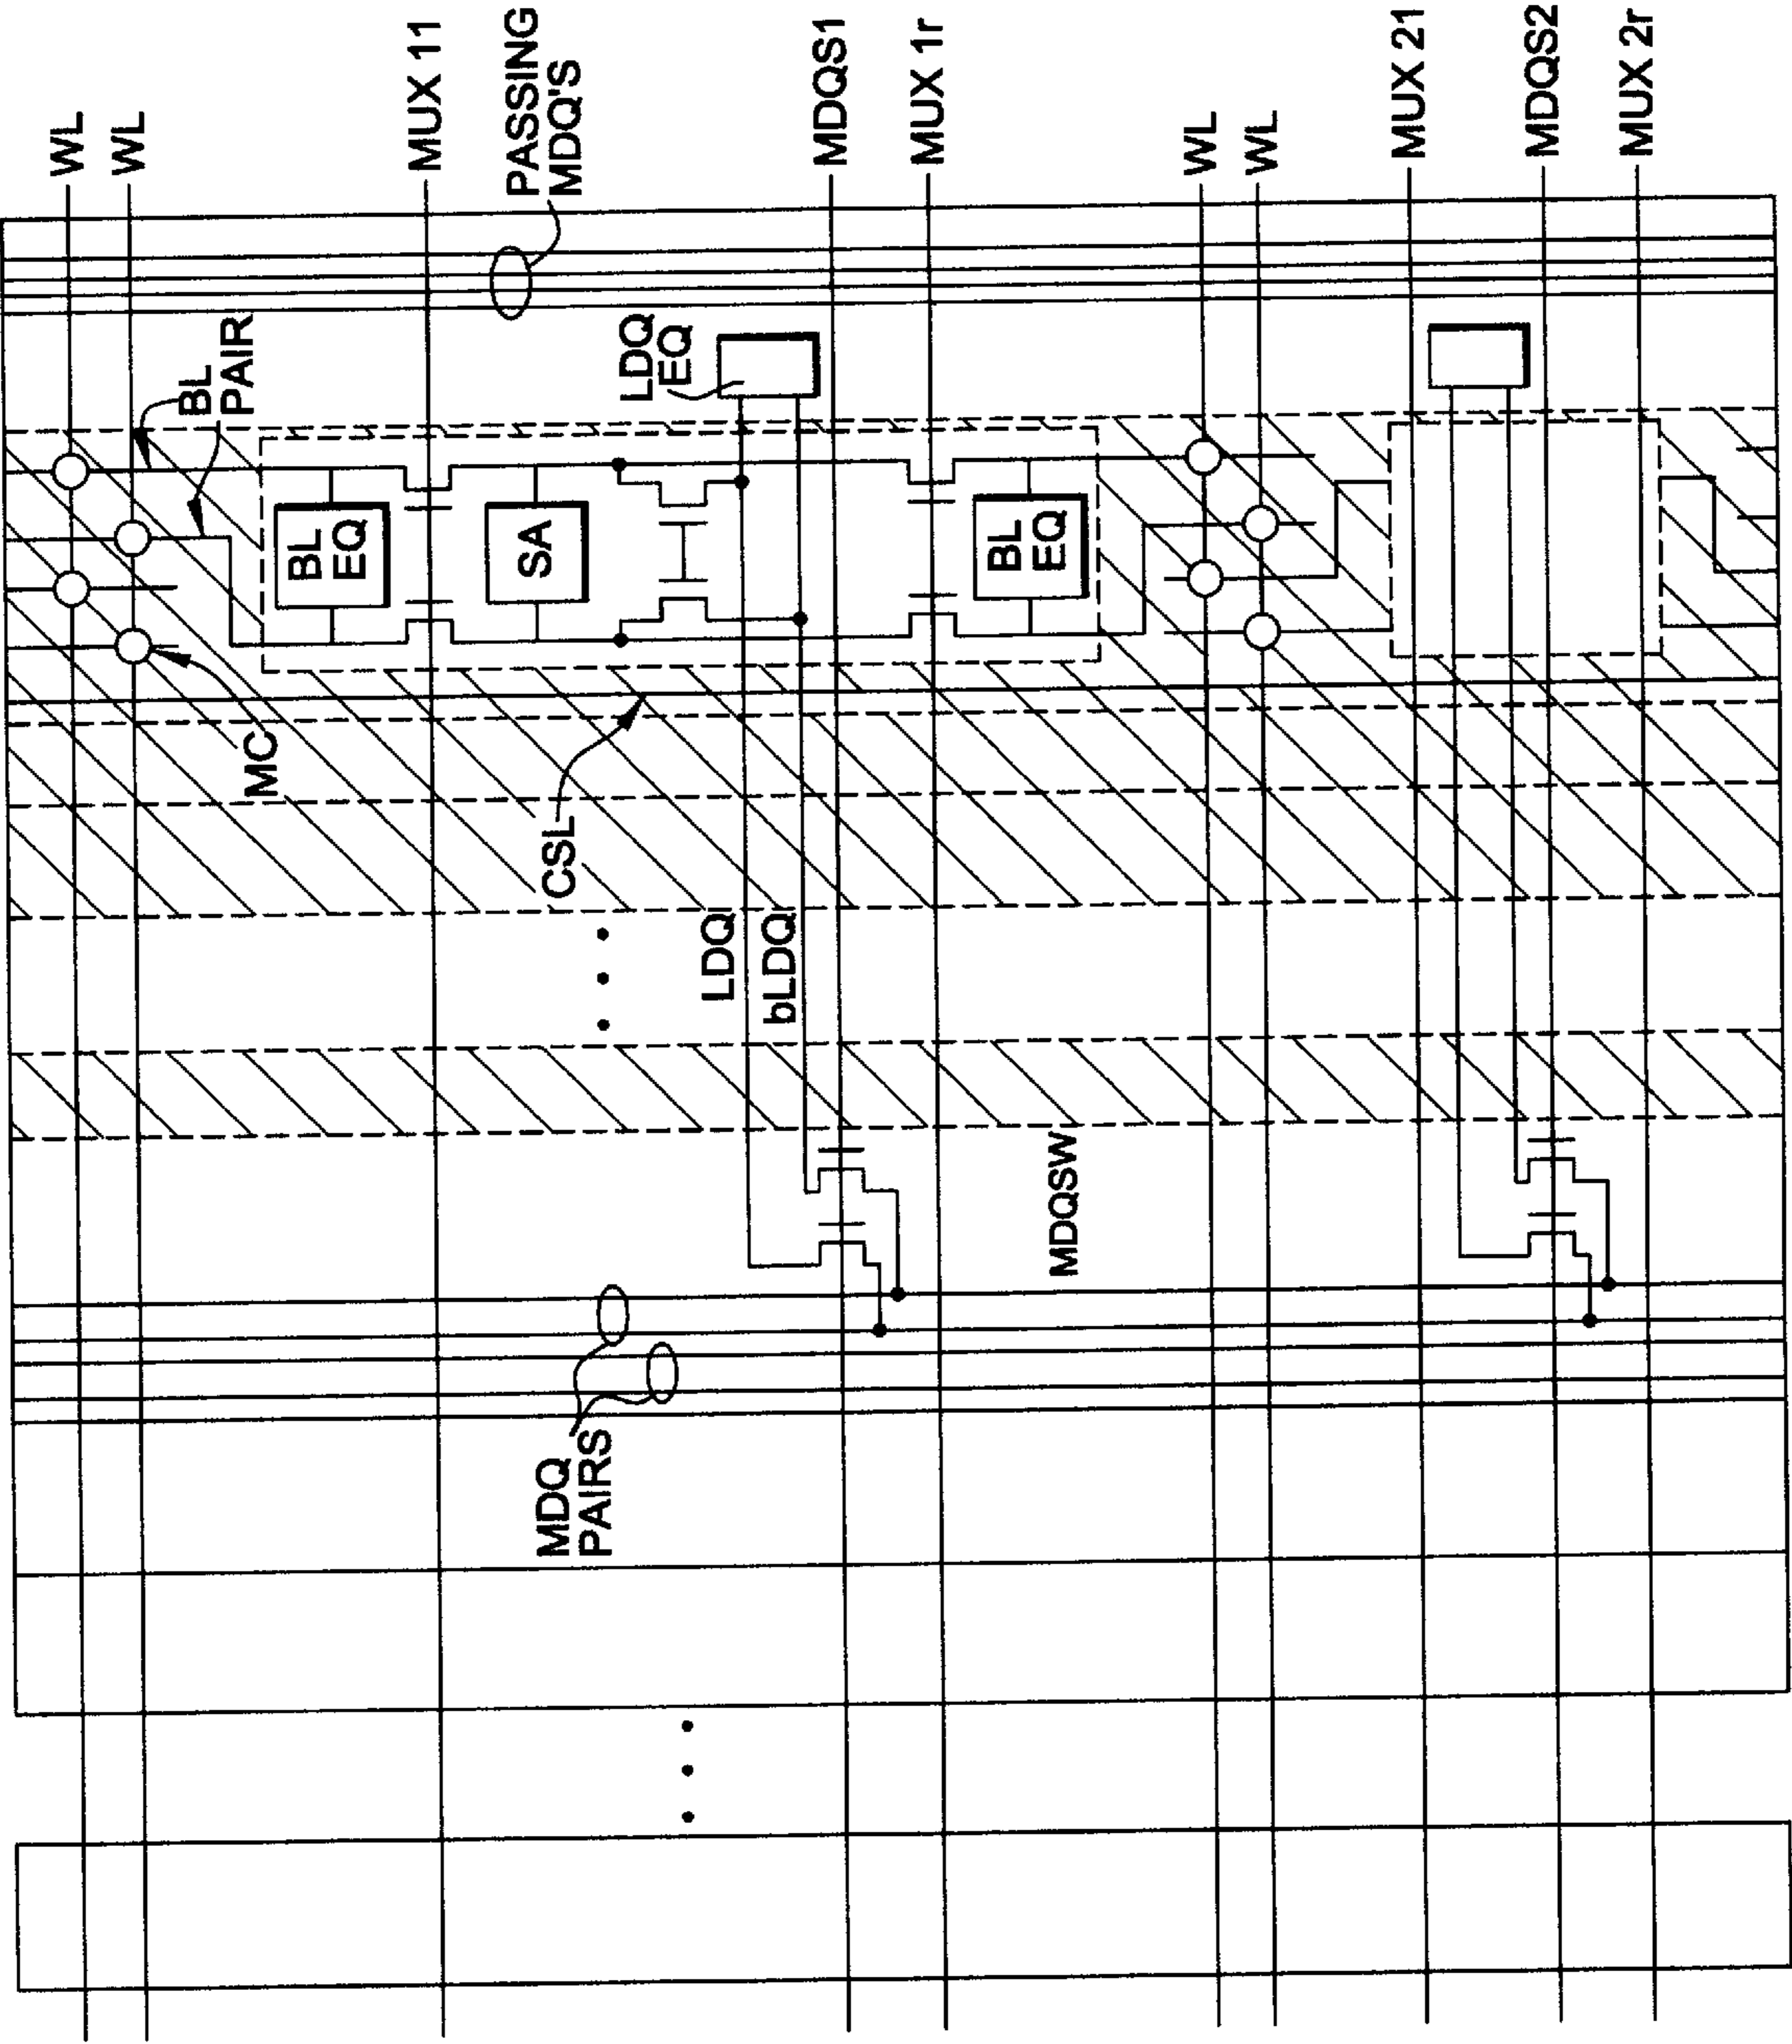 WL
WL
MUX 11
PASSING
MDQ'S
MDQS1
MUX 1r
WL
WL
MUX 21
MDQS2
MUX 2r
BL
PAIR
LDQ
EQ
BL
EQ
SA
BL
EQ
MC
CSL
LDQ
bLDQ
MDQSW
MDQ
PAIRS